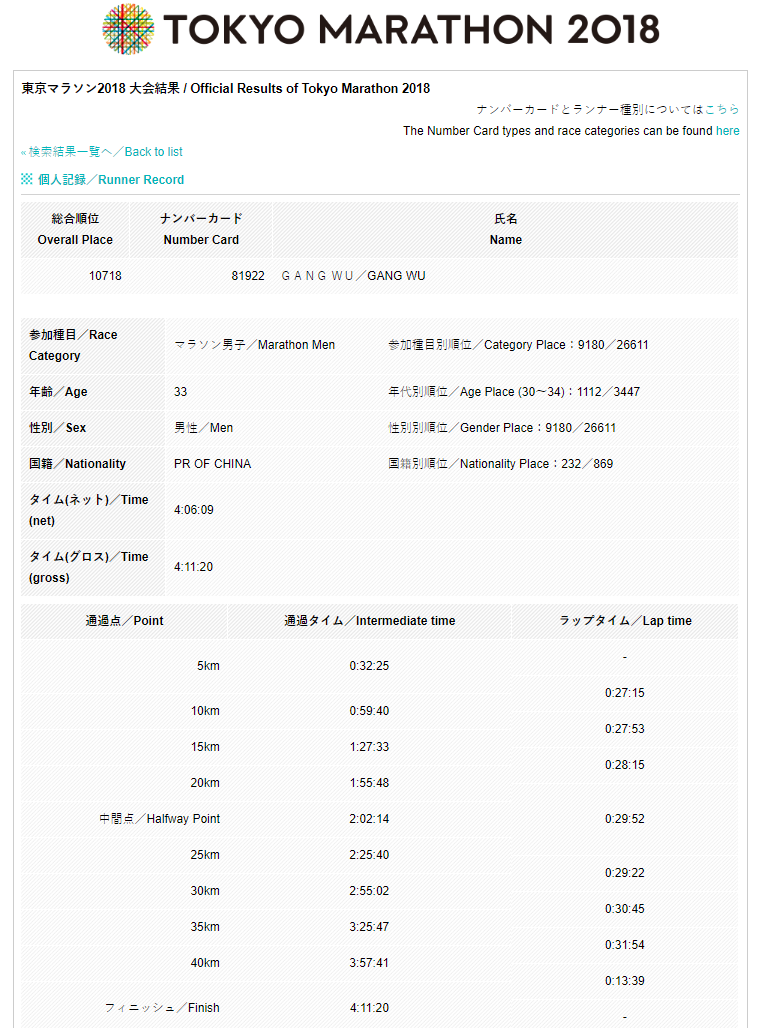 TOKYO MARATHON 2018
東京マラソン2018 大会結果 / Official Results of Tokyo Marathon 2018
ナンバーカードとランナー種別についてはこちら
The Number Card types and race categories can be found here
«検索結果一覧へ／Back to list
※ 個人記録／Runner Record
総合順位 ナンバーカード 氏名
Overall Place Number Card Name
10718 81922 ＧＡＮＧ ＷＵ／GANG WU
参加種目／Race
Category
マラソン男子／Marathon Men 参加種目別順位／Category Place：9180／26611
年齢／Age 33 年代別順位／Age Place (30～34)：1112／3447
性別／Sex 男性／Men 性別別順位／Gender Place：9180／26611
国籍／Nationality PR OF CHINA 国籍別順位／Nationality Place：232／869
タイム(ネット)／Time
(net)
4:06:09
タイム(グロス)／Time
(gross)
4:11:20
通過点／Point 通過タイム／Intermediate time ラップタイム／Lap time
-
5km 0:32:25
0:27:15
10km 0:59:40
0:27:53
15km 1:27:33
0:28:15
20km 1:55:48
中間点／Halfway Point 2:02:14 0:29:52
25km 2:25:40
0:29:22
30km 2:55:02
0:30:45
35km 3:25:47
0:31:54
40km 3:57:41
0:13:39
フィニッシュ／Finish 4:11:20
-